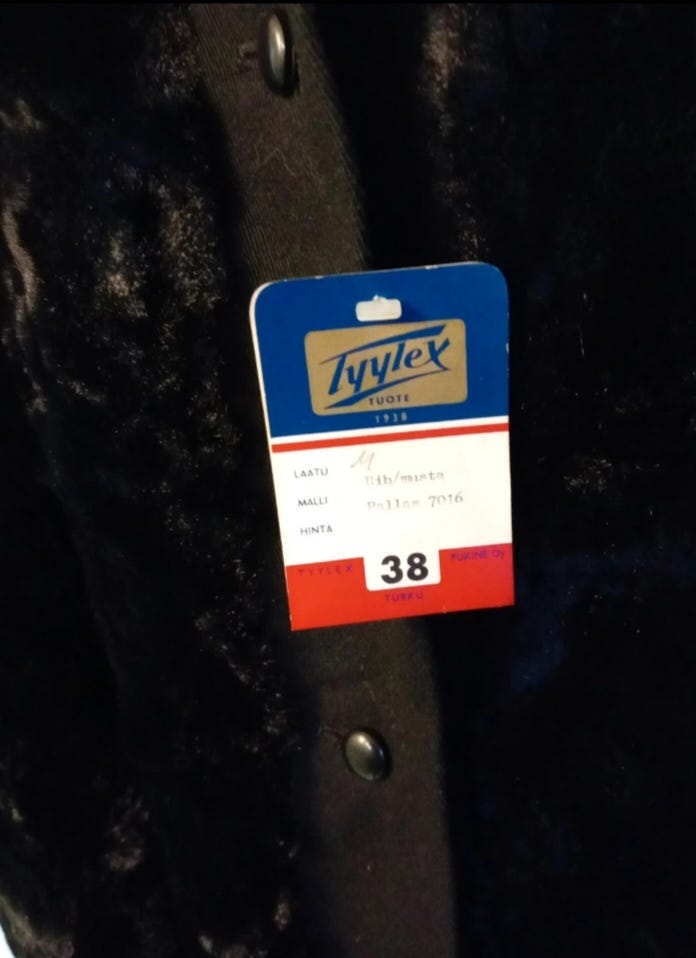 Tyylex
TUOTE
1938
LAATU Rib/musta
MALLI Pallas 7016
HINTA
TYYLEX 38 PUKINE Oy
TURKU